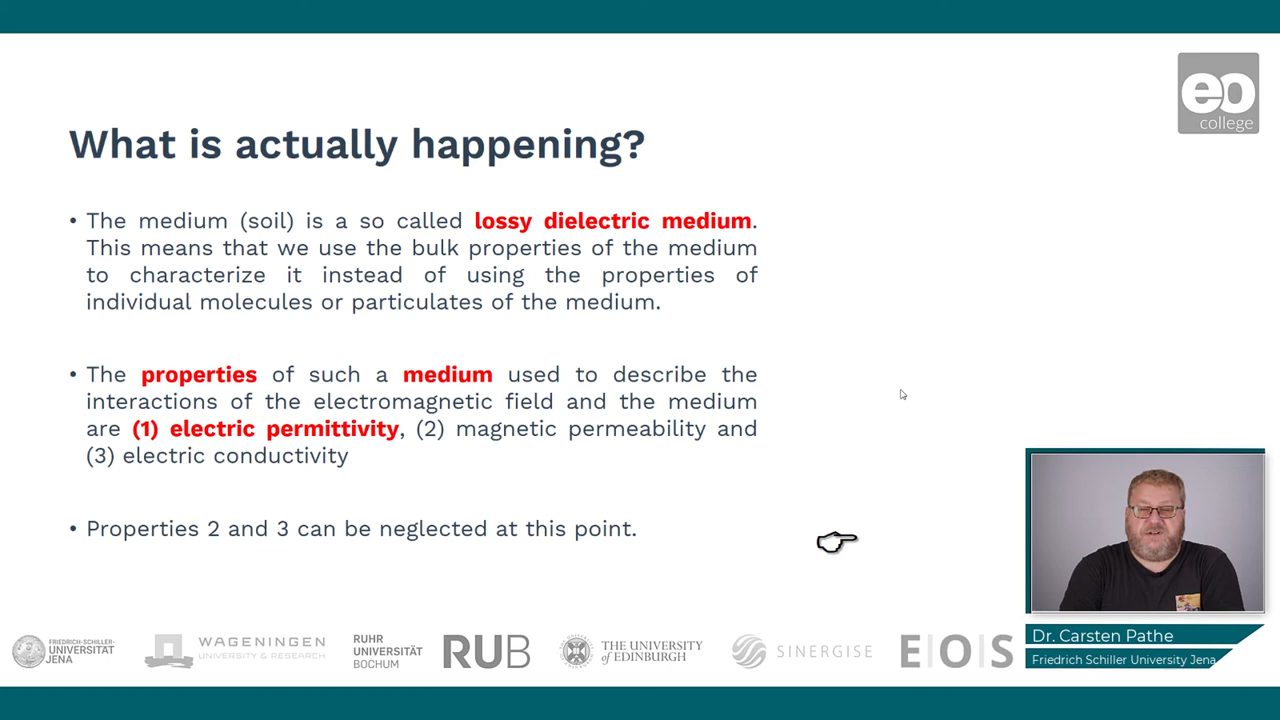 eo
college
What is actually happening?
• The medium (soil) is a so called lossy dielectric medium.
This means that we use the bulk properties of the medium
to characterize it instead of using the properties of
individual molecules or particulates of the medium.
• The properties of such a medium used to describe the
interactions of the electromagnetic field and the medium
are (1) electric permittivity, (2) magnetic permeability and
(3) electric conductivity
• Properties 2 and 3 can be neglected at this point.
Dr. Carsten Pathe
Friedrich Schiller University Jena
FRIEDRICH-SCHILLER-
UNIVERSITÄT
JENA
WAGENINGEN
UNIVERSITY & RESEARCH
RUHR
UNIVERSITÄT
BOCHUM
RUB
THE UNIVERSITY
of EDINBURGH
SINERGISE
E|O|S